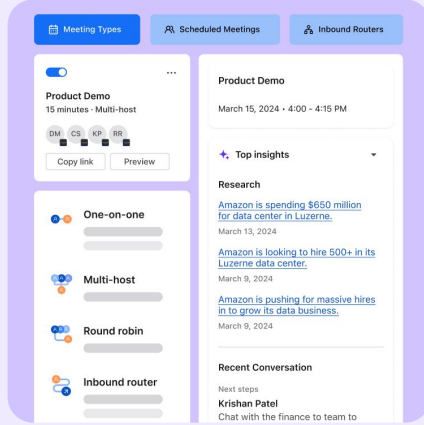 Meeting Types
Scheduled Meetings
Inbound Routers
Product Demo
15 minutes · Multi-host
DM CS KP RR
Copy link
Preview
One-on-one
Multi-host
Round robin
Inbound router
Product Demo
March 15, 2024 • 4:00 - 4:15 PM
Top insights
Research
Amazon is spending $650 million
for data center in Luzerne.
March 13, 2024
Amazon is looking to hire 500+ in its
Luzerne data center.
March 9, 2024
Amazon is pushing for massive hires
in to grow its data business.
March 9, 2024
Recent Conversation
Next steps
Krishan Patel
Chat with the finance to team to